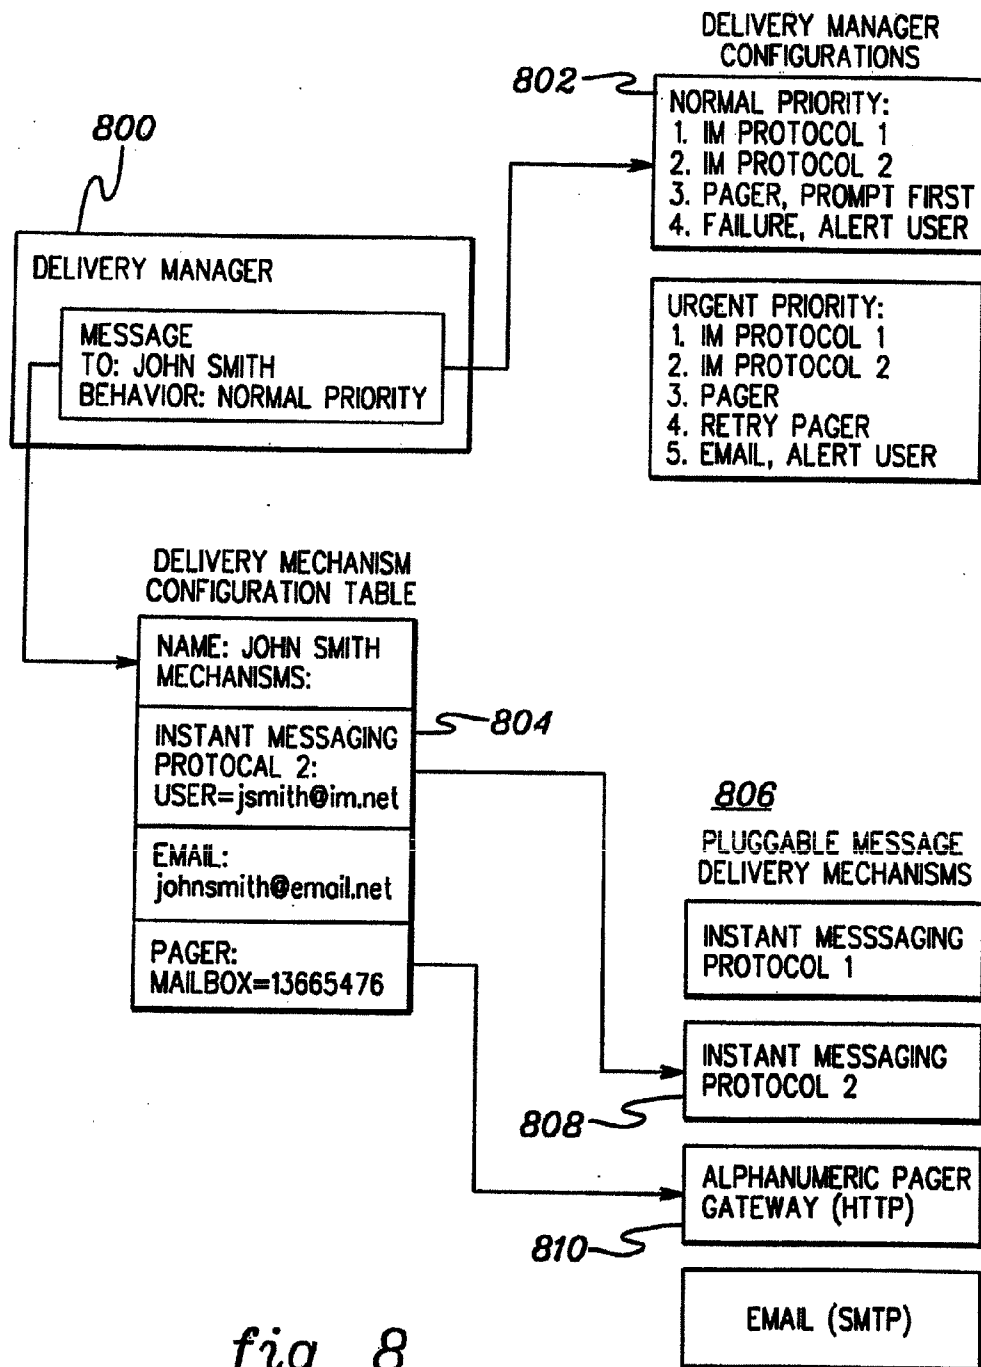 DELIVERY MANAGER
CONFIGURATIONS
802
NORMAL PRIORITY:
1. IM PROTOCOL 1
2. IM PROTOCOL 2
3. PAGER, PROMPT FIRST
4. FAILURE, ALERT USER
800
DELIVERY MANAGER
MESSAGE
TO: JOHN SMITH
BEHAVIOR: NORMAL PRIORITY
URGENT PRIORITY:
1. IM PROTOCOL 1
2. IM PROTOCOL 2
3. PAGER
4. RETRY PAGER
5. EMAIL, ALERT USER
DELIVERY MECHANISM
CONFIGURATION TABLE
NAME: JOHN SMITH
MECHANISMS:
804
INSTANT MESSAGING
PROTOCAL 2:
USER=jsmith@im.net
EMAIL:
johnsmith@email.net
PAGER:
MAILBOX=13665476
806
PLUGGABLE MESSAGE
DELIVERY MECHANISMS
INSTANT MESSSAGING
PROTOCOL 1
INSTANT MESSAGING
PROTOCOL 2
808
ALPHANUMERIC PAGER
GATEWAY (HTTP)
810
EMAIL (SMTP)
fig. 8